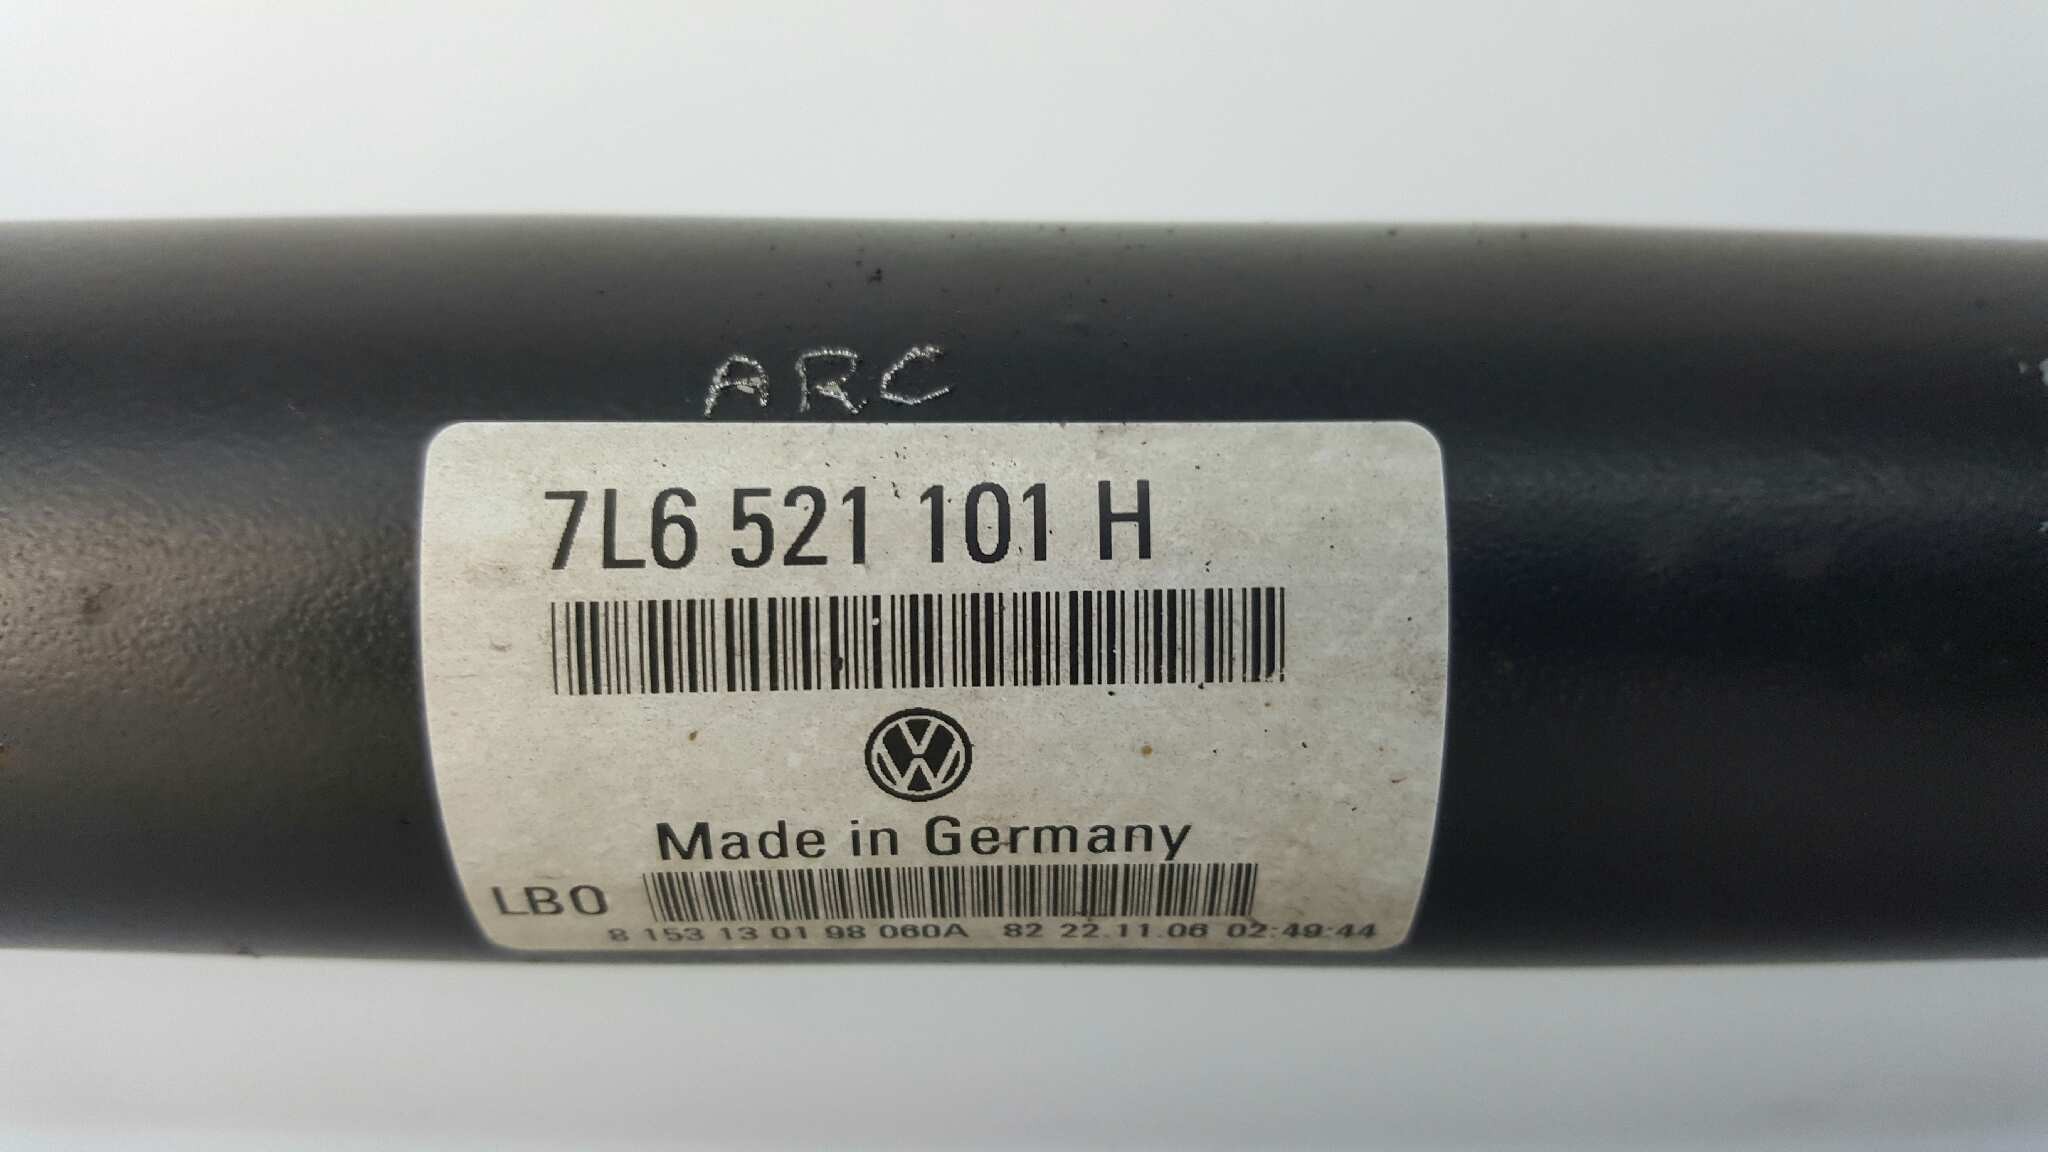 ARC
7L6 521 101 H
Made in Germany
LB0
8 153 13 01 98 060A 82 22.11.06 02:49:44